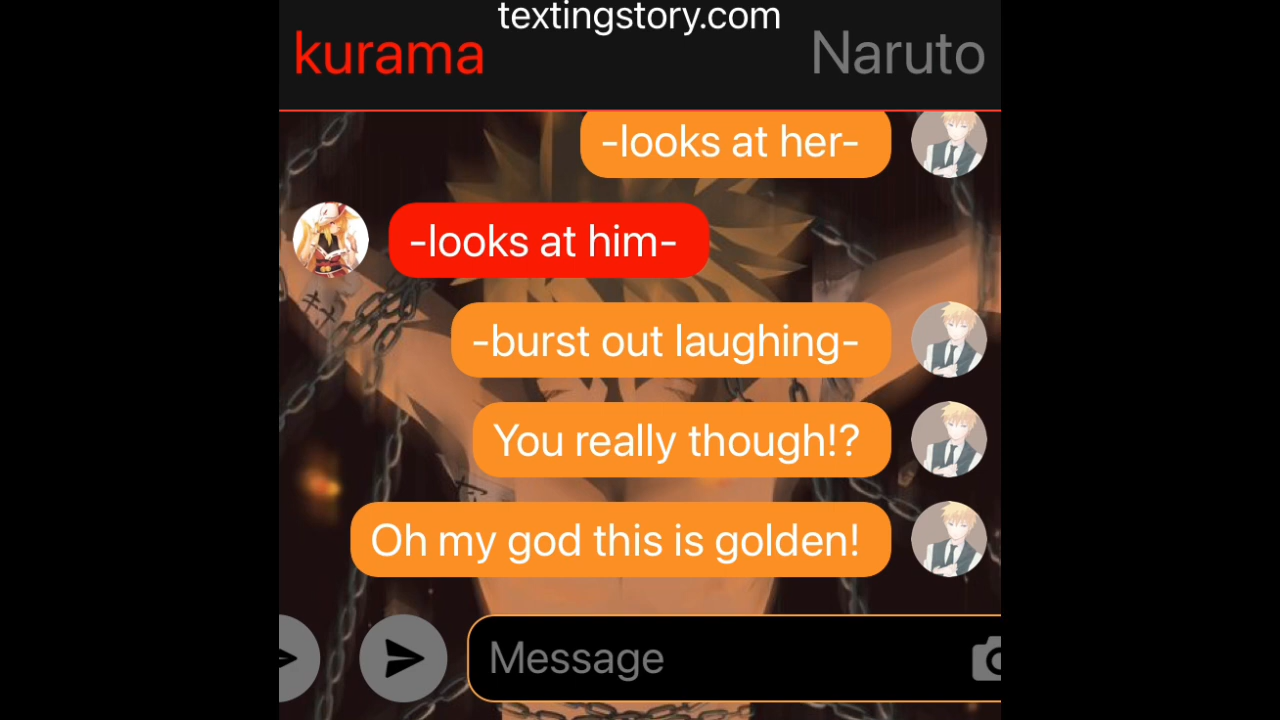 textingstory.com
kurama
Naruto
-looks at her-
-looks at him-
-burst out laughing-
You really though!?
Oh my god this is golden!
Message